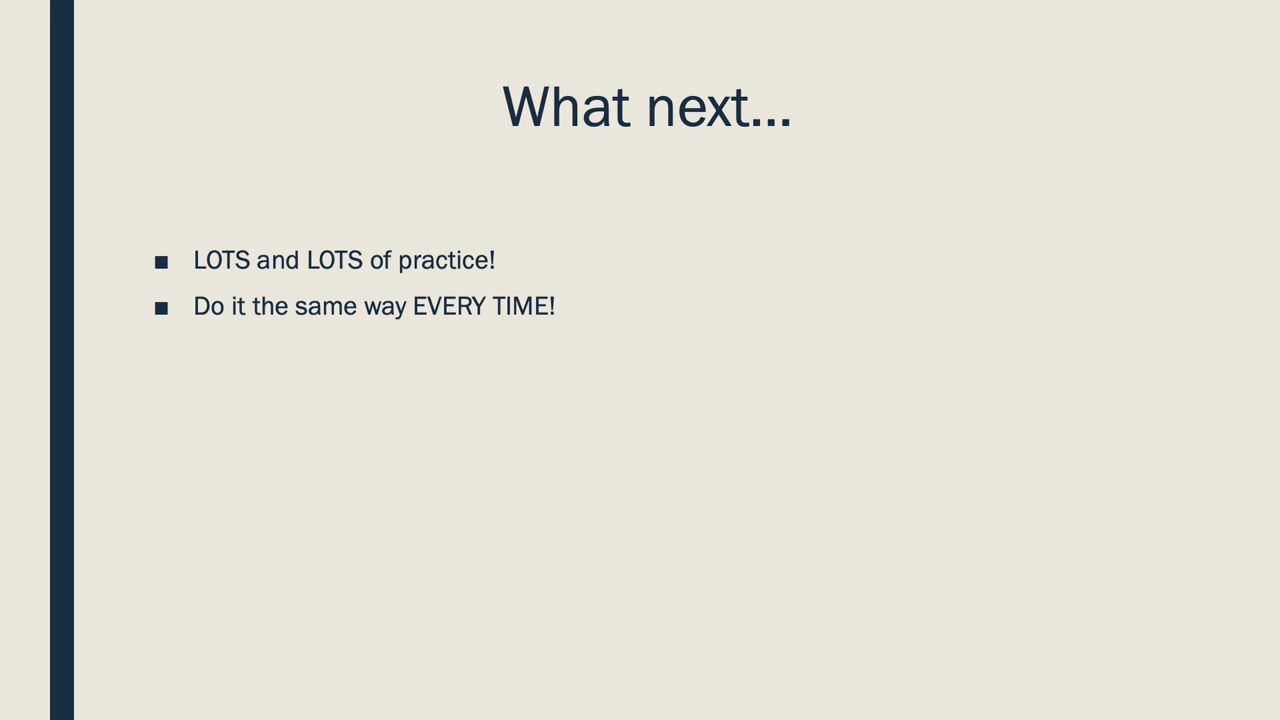 What next...
■ LOTS and LOTS of practice!
■ Do it the same way EVERY TIME!